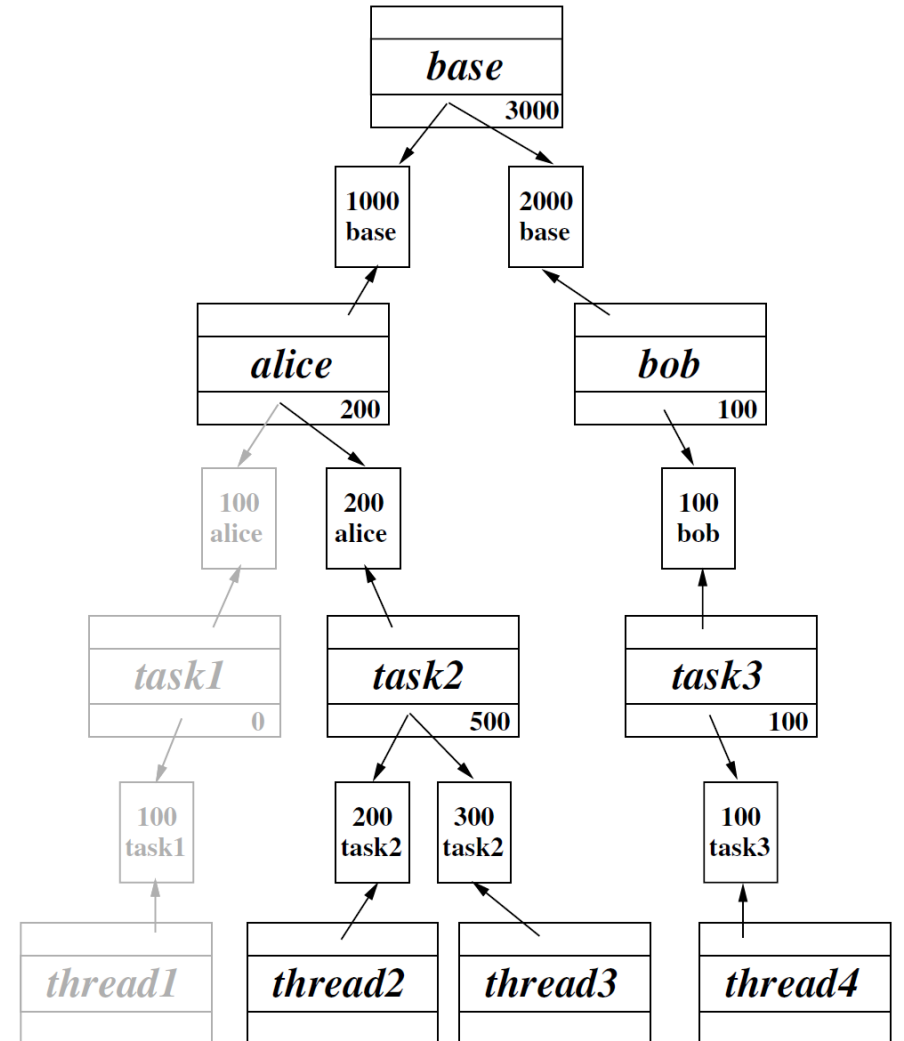 base
3000
1000 2000
base base
alice bob
200 100
100 200 100
alice alice bob
task1 task2 task3
0 500 100
100 200 300 100
task1 task2 task2 task3
thread1 thread2 thread3 thread4